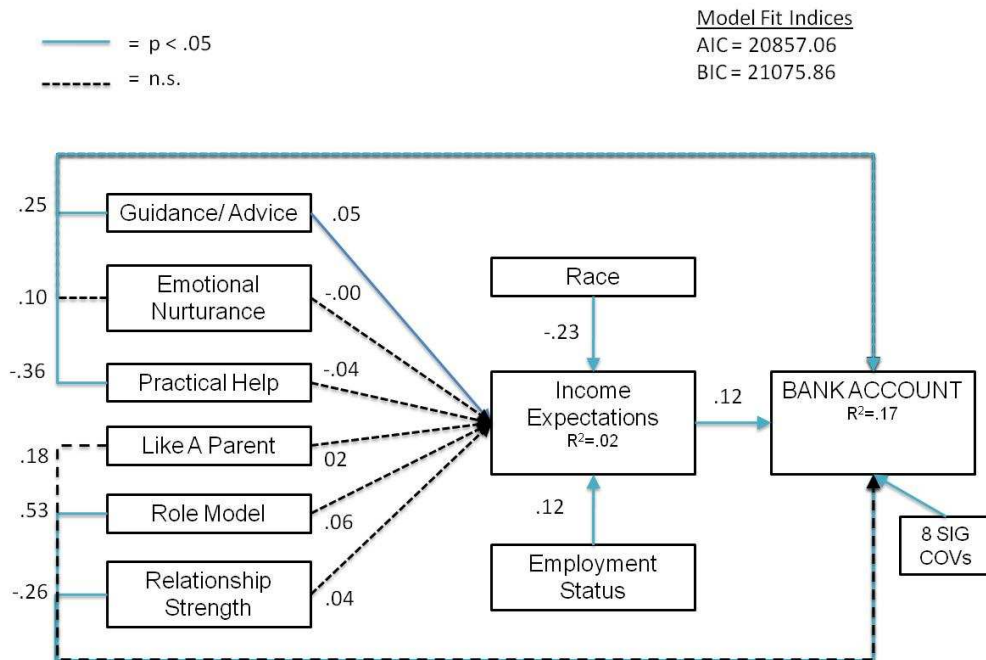 = p < .05
= n.s.
Model Fit Indices
AIC = 20857.06
BIC = 21075.86
.25
Guidance/ Advice
.05
.10
Emotional
Nurturance
-.00
Race
-.23
-.36
Practical Help
-.04
Income
Expectations
R²=.02
.12
BANK ACCOUNT
R²=.17
.18
Like A Parent
02
.53
Role Model
.06
.12
8 SIG
COVs
-.26
Relationship
Strength
.04
Employment
Status